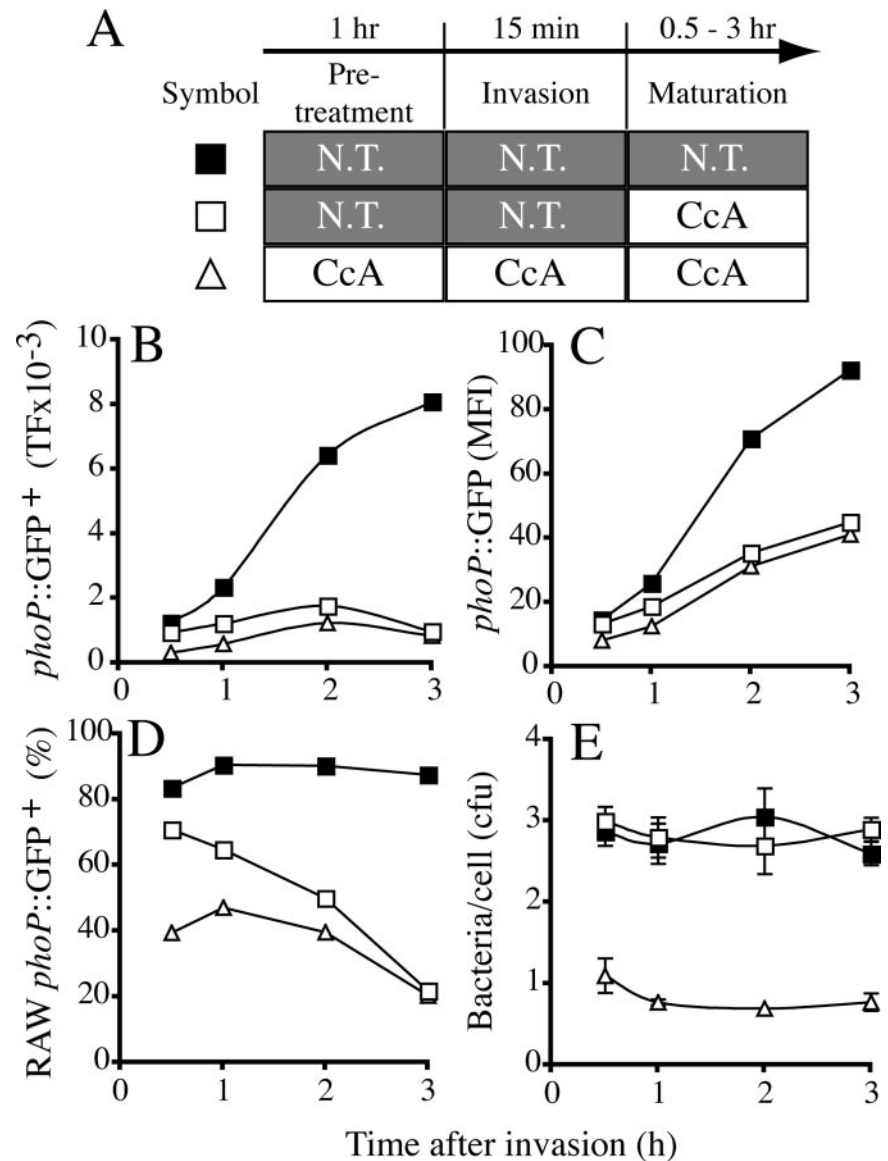 A
1 hr 15 min 0.5 - 3 hr
Symbol Pre-treatment Invasion Maturation
N.T. N.T. N.T.
N.T. N.T. CcA
CcA CcA CcA
B
phoP::GFP + (TFx10-3)
10
8
6
4
2
0
0 1 2 3
C
phoP::GFP (MFI)
100
80
60
40
20
0
0 1 2 3
D
RAW phoP::GFP+ (%)
100
80
60
40
20
0
0 1 2 3
E
Bacteria/cell (cfu)
4
3
2
1
0
0 1 2 3
Time after invasion (h)